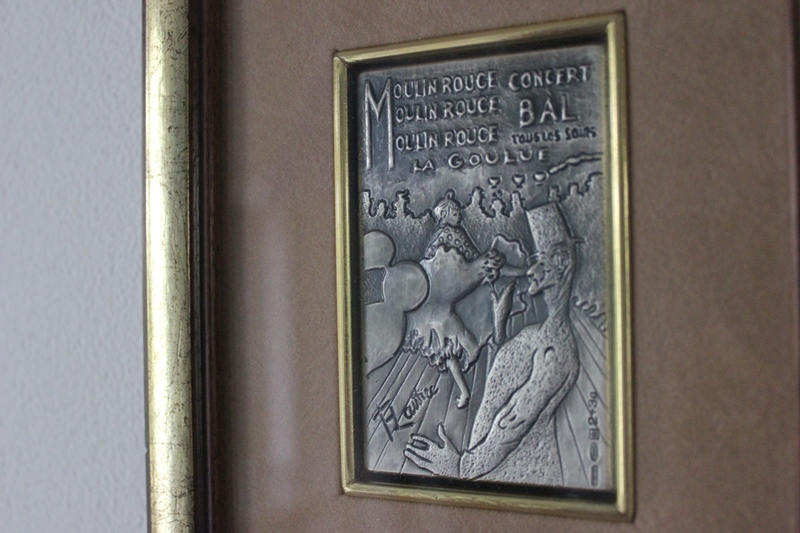 MOULIN ROUGE CONCERT
MOULIN ROUGE BAL
MOULIN ROUGE TOUS LES SOIRS
LA GOULUE